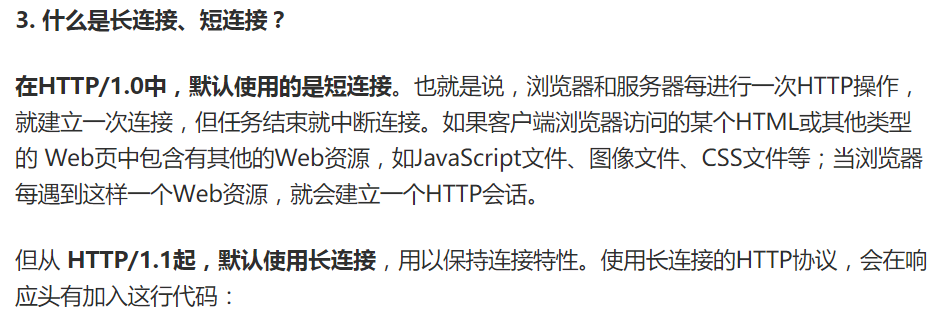 3. 什么是长连接、短连接？
在HTTP/1.0中，默认使用的是短连接。也就是说，浏览器和服务器每进行一次HTTP操作，
就建立一次连接，但任务结束就中断连接。如果客户端浏览器访问的某个HTML或其他类型
的 Web页中包含有其他的Web资源，如JavaScript文件、图像文件、CSS文件等；当浏览器
每遇到这样一个Web资源，就会建立一个HTTP会话。
但从 HTTP/1.1起，默认使用长连接，用以保持连接特性。使用长连接的HTTP协议，会在响
应头有加入这行代码：